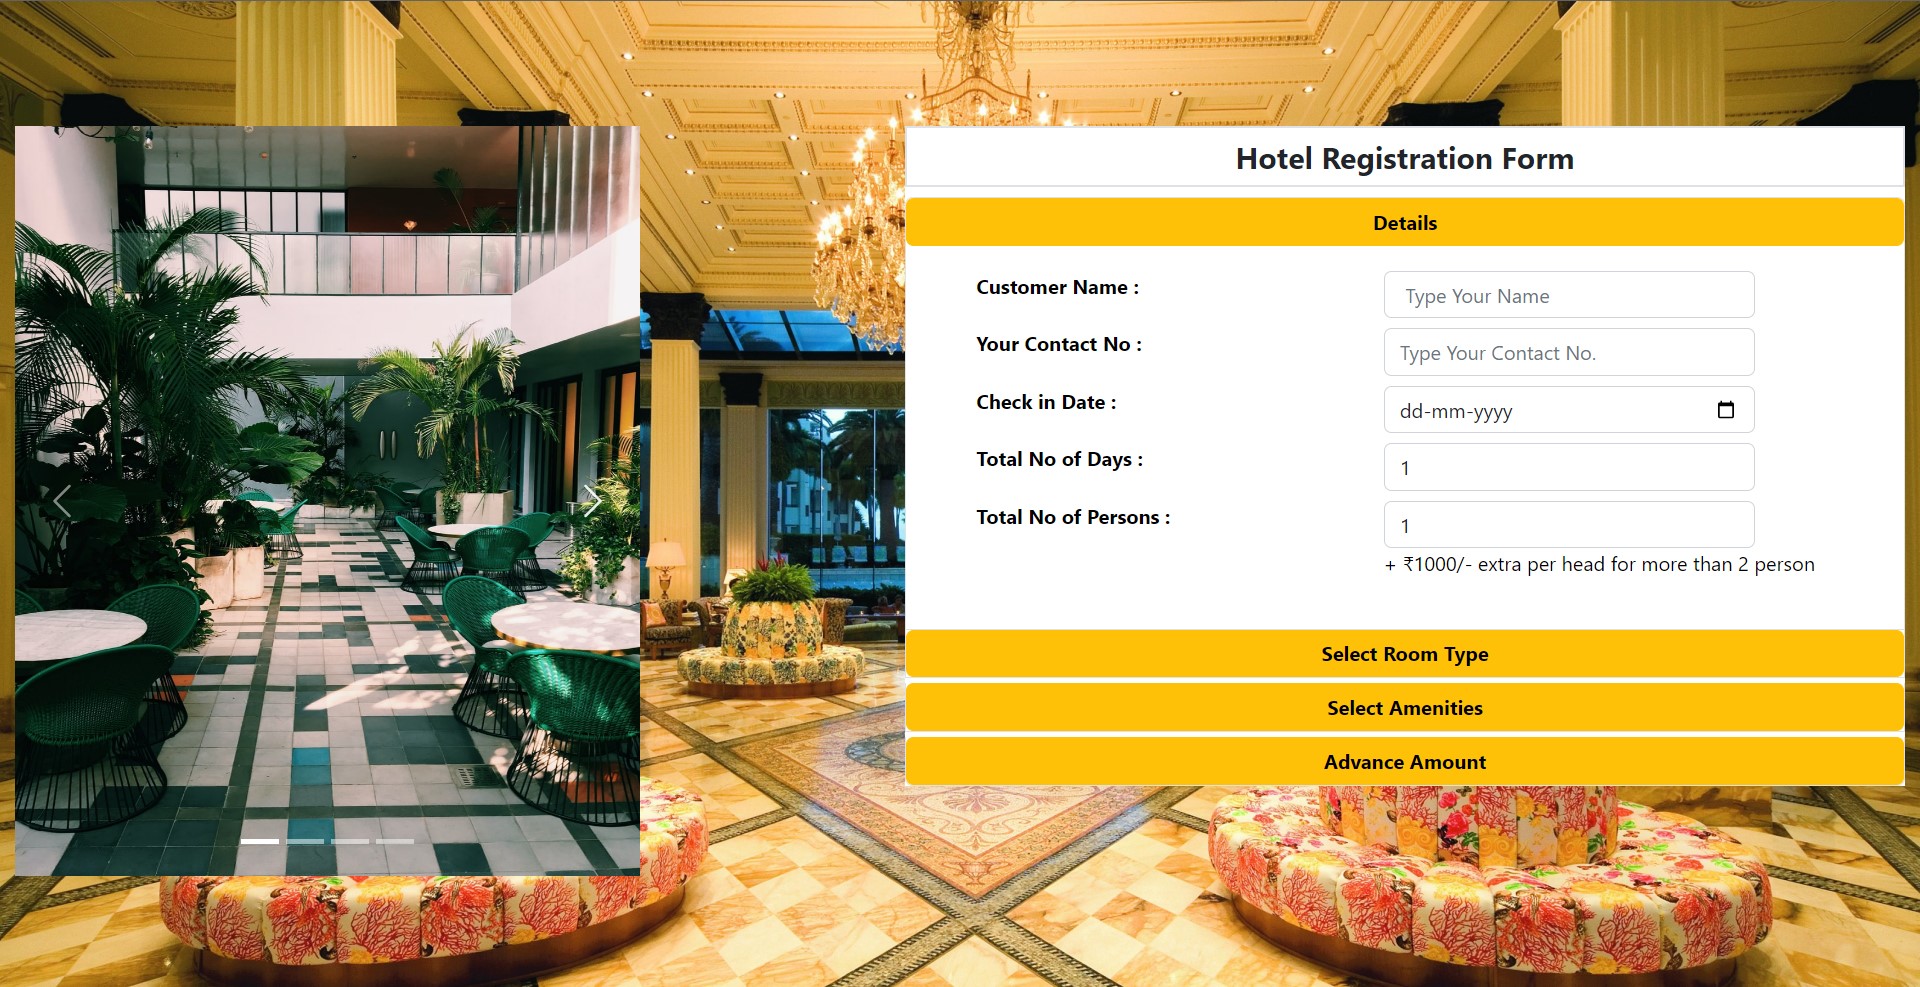 Hotel Registration Form
Details
Customer Name :
Type Your Name
Your Contact No :
Type Your Contact No.
Check in Date :
dd-mm-yyyy
Total No of Days :
1
Total No of Persons :
1
+ ₹1000/- extra per head for more than 2 person
Select Room Type
Select Amenities
Advance Amount